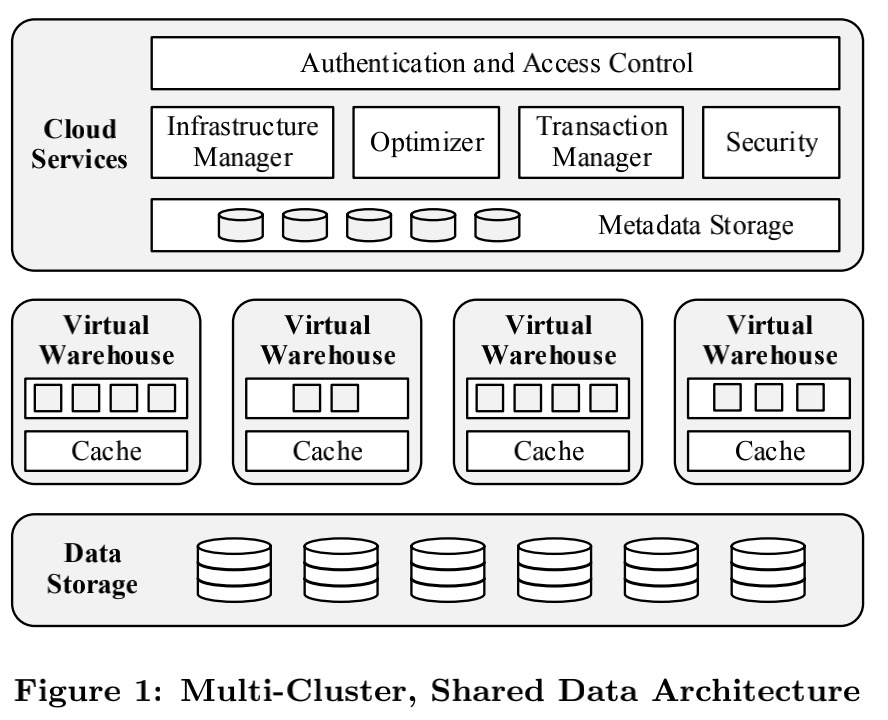 Authentication and Access Control
Cloud
Services
Infrastructure
Manager
Optimizer
Transaction
Manager
Security
Metadata Storage
Virtual
Warehouse
Cache
Virtual
Warehouse
Cache
Virtual
Warehouse
Cache
Virtual
Warehouse
Cache
Data
Storage
Figure 1: Multi-Cluster, Shared Data Architecture